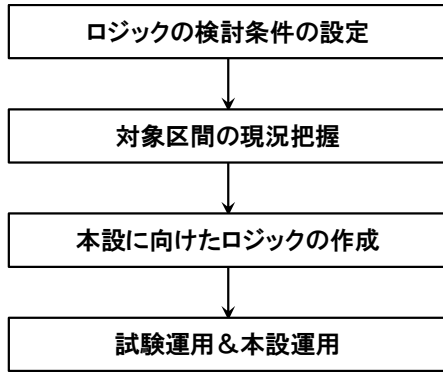 ロジックの検討条件の設定
対象区間の現況把握
本設に向けたロジックの作成
試験運用＆本設運用